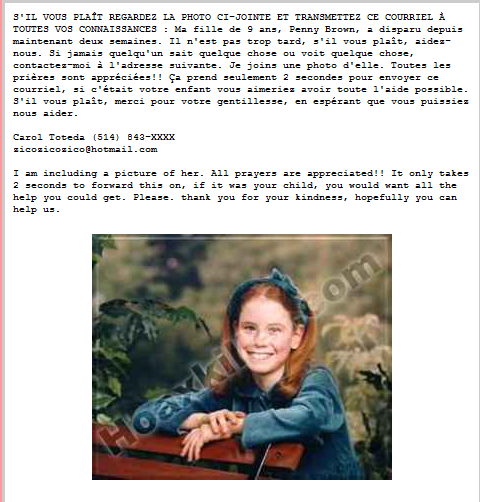 S'IL VOUS PLAÎT REGARDEZ LA PHOTO CI-JOINTE ET TRANSMETTEZ CE COURRIEL À
TOUTES VOS CONNAISSANCES : Ma fille de 9 ans, Penny Brown, a disparu depuis
maintenant deux semaines. Il n'est pas trop tard, s'il vous plaît, aidez-
nous. Si jamais quelqu'un sait quelque chose ou voit quelque chose,
contactez-moi à l'adresse suivante. Je joins une photo d'elle. Toutes les
prières sont appréciées!! Ça prend seulement 2 secondes pour envoyer ce
courriel, si c'était votre enfant vous aimeriez avoir toute l'aide possible.
S'il vous plaît, merci pour votre gentillesse, en espérant que vous puissiez
nous aider.
Carol Toteda (514) 843-XXXX
zicozicozico@hotmail.com
I am including a picture of her. All prayers are appreciated!! It only takes
2 seconds to forward this on, if it was your child, you would want all the
help you could get. Please. thank you for your kindness, hopefully you can
help us.